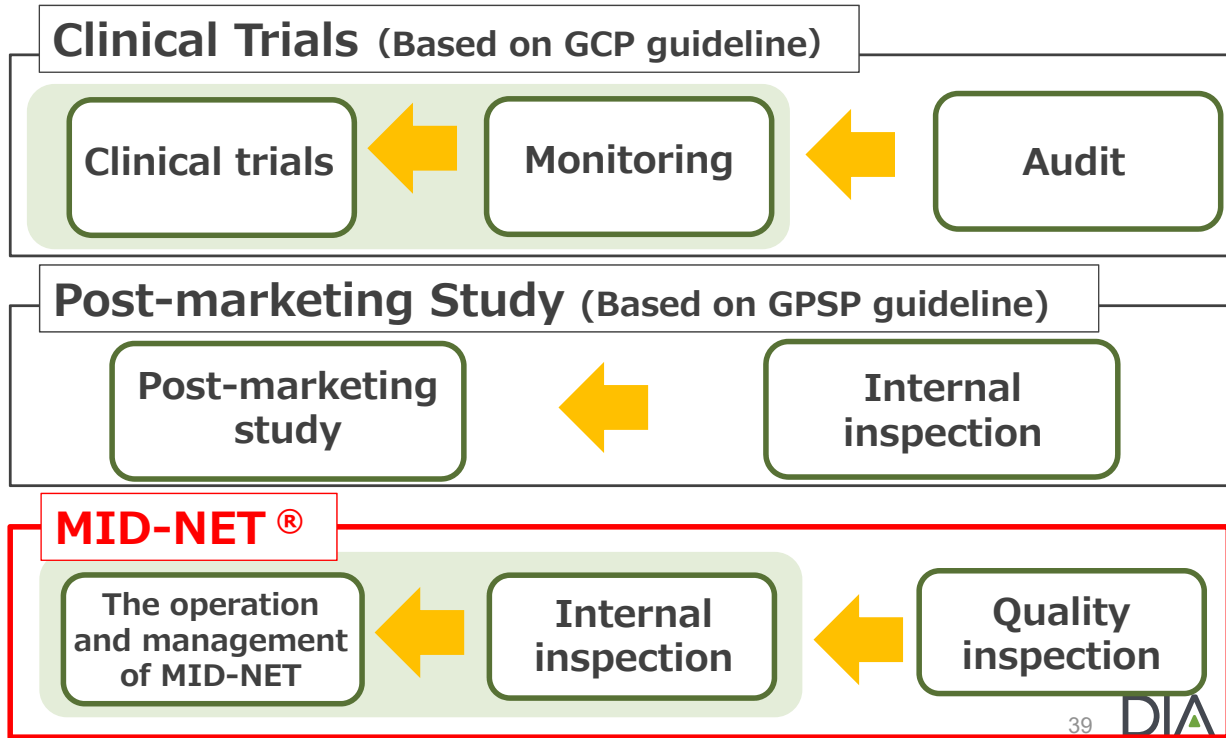 Clinical Trials (Based on GCP guideline)
Clinical trials
Monitoring
Audit
Post-marketing Study (Based on GPSP guideline)
Post-marketing
study
Internal
inspection
MID-NET ®
The operation
and management
of MID-NET
Internal
inspection
Quality
inspection
39
DIA